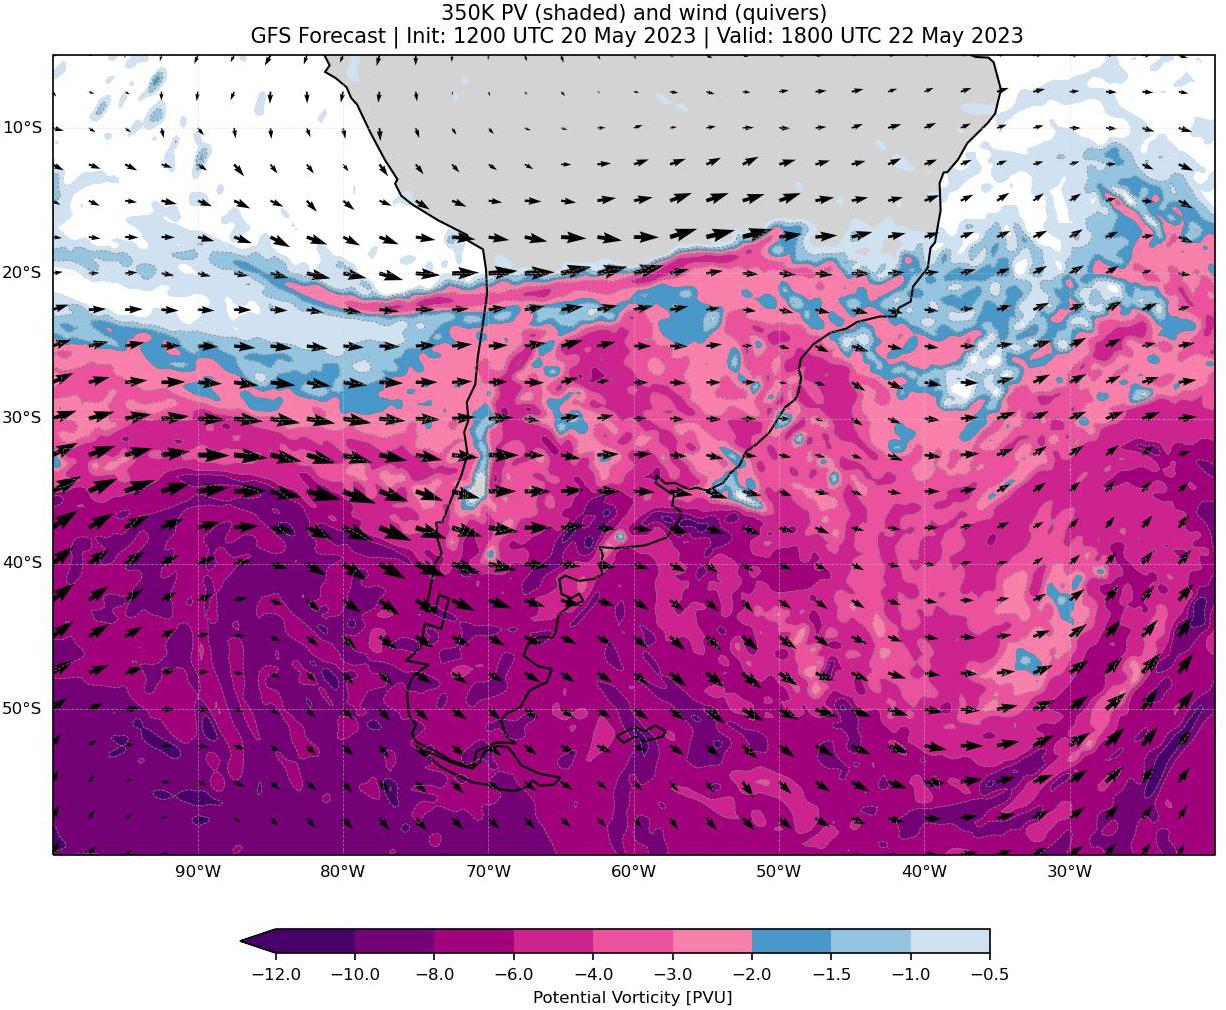 350K PV (shaded) and wind (quivers)
GFS Forecast | Init: 1200 UTC 20 May 2023 | Valid: 1800 UTC 22 May 2023
10°S
20°S
30°S
40°S
50°S
90°W 80°W 70°W 60°W 50°W 40°W 30°W
−12.0 −10.0 −8.0 −6.0 −4.0 −3.0 −2.0 −1.5 −1.0 −0.5
Potential Vorticity [PVU]